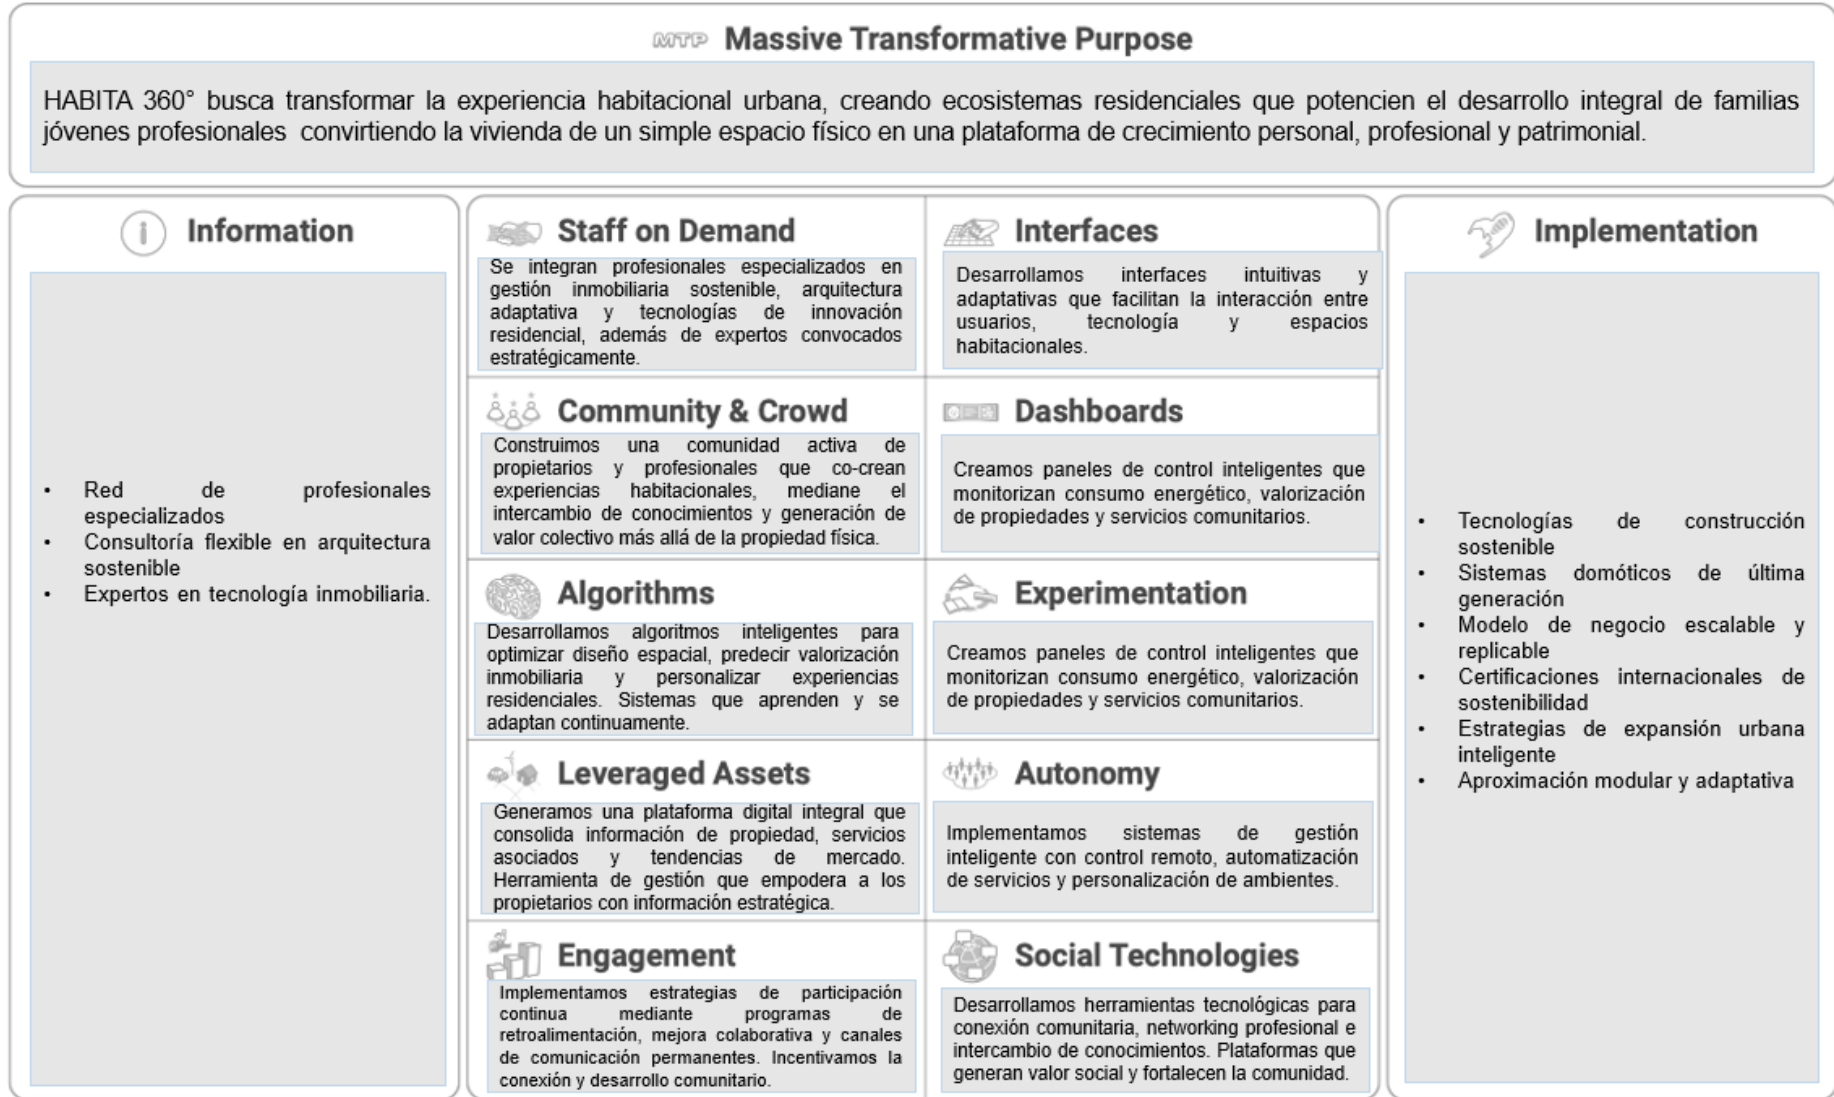 MTP Massive Transformative Purpose
HABITA 360° busca transformar la experiencia habitacional urbana, creando ecosistemas residenciales que potencien el desarrollo integral de familias
jóvenes profesionales convirtiendo la vivienda de un simple espacio físico en una plataforma de crecimiento personal, profesional y patrimonial.
i Information
• Red de profesionales
especializados
• Consultoría flexible en arquitectura
sostenible
• Expertos en tecnología inmobiliaria.
Staff on Demand
Se integran profesionales especializados en
gestión inmobiliaria sostenible, arquitectura
adaptativa y tecnologías de innovación
residencial, además de expertos convocados
estratégicamente.
Community & Crowd
Construimos una comunidad activa de
propietarios y profesionales que co-crean
experiencias habitacionales, mediane el
intercambio de conocimientos y generación de
valor colectivo más allá de la propiedad física.
Algorithms
Desarrollamos algoritmos inteligentes para
optimizar diseño espacial, predecir valorización
inmobiliaria y personalizar experiencias
residenciales. Sistemas que aprenden y se
adaptan continuamente.
Leveraged Assets
Generamos una plataforma digital integral que
consolida información de propiedad, servicios
asociados y tendencias de mercado.
Herramienta de gestión que empodera a los
propietarios con información estratégica.
Engagement
Implementamos estrategias de participación
continua mediante programas de
retroalimentación, mejora colaborativa y canales
de comunicación permanentes. Incentivamos la
conexión y desarrollo comunitario.
Interfaces
Desarrollamos interfaces intuitivas y
adaptativas que facilitan la interacción entre
usuarios, tecnología y espacios
habitacionales.
Dashboards
Creamos paneles de control inteligentes que
monitorizan consumo energético, valorización
de propiedades y servicios comunitarios.
Experimentation
Creamos paneles de control inteligentes que
monitorizan consumo energético, valorización
de propiedades y servicios comunitarios.
Autonomy
Implementamos sistemas de gestión
inteligente con control remoto, automatización
de servicios y personalización de ambientes.
Social Technologies
Desarrollamos herramientas tecnológicas para
conexión comunitaria, networking profesional e
intercambio de conocimientos. Plataformas que
generan valor social y fortalecen la comunidad.
Implementation
• Tecnologías de construcción
sostenible
• Sistemas domóticos de última
generación
• Modelo de negocio escalable y
replicable
• Certificaciones internacionales de
sostenibilidad
• Estrategias de expansión urbana
inteligente
• Aproximación modular y adaptativa